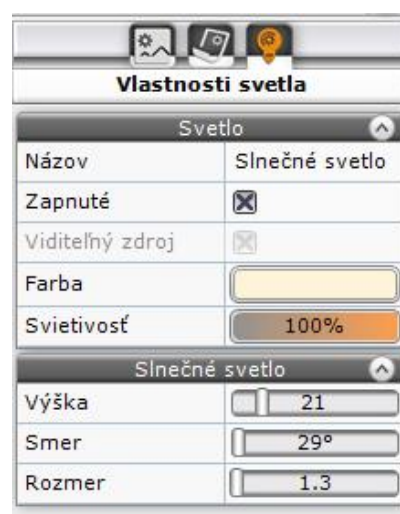 Vlastnosti svetla
Svetlo
Názov Slnečné svetlo
Zapnuté
Viditeľný zdroj
Farba
Svietivosť 100%
Slnečné svetlo
Výška 21
Smer 29°
Rozmer 1.3